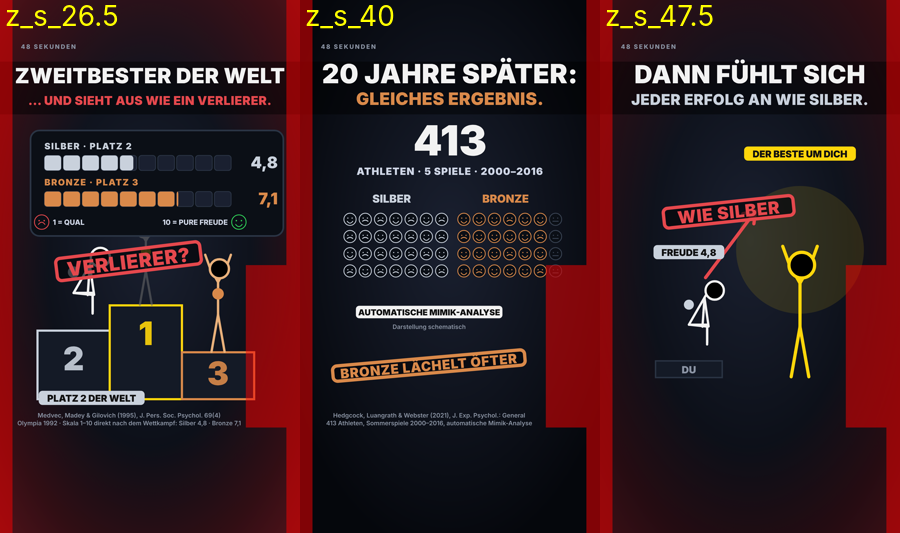 z_s_26.5
48 SEKUNDEN
ZWEITBESTER DER WELT
... UND SIEHT AUS WIE EIN VERLIERER.
SILBER · PLATZ 2
4,8
BRONZE · PLATZ 3
7,1
1 = QUAL
10 = PURE FREUDE
VERLIERER?
1
2
3
PLATZ 2 DER WELT
Medvec, Madey & Gilovich (1995), J. Pers. Soc. Psychol. 69(4)
Olympia 1992 · Skala 1–10 direkt nach dem Wettkampf: Silber 4,8 · Bronze 7,1
z_s_40
48 SEKUNDEN
20 JAHRE SPÄTER:
GLEICHES ERGEBNIS.
413
ATHLETEN · 5 SPIELE · 2000–2016
SILBER
BRONZE
AUTOMATISCHE MIMIK-ANALYSE
Darstellung schematisch
BRONZE LÄCHELT ÖFTER
Hedgcock, Luangrath & Webster (2021), J. Exp. Psychol.: General
413 Athleten, Sommerspiele 2000–2016, automatische Mimik-Analyse
z_s_47.5
48 SEKUNDEN
DANN FÜHLT SICH
JEDER ERFOLG AN WIE SILBER.
DER BESTE UM DICH
WIE SILBER
FREUDE 4,8
DU